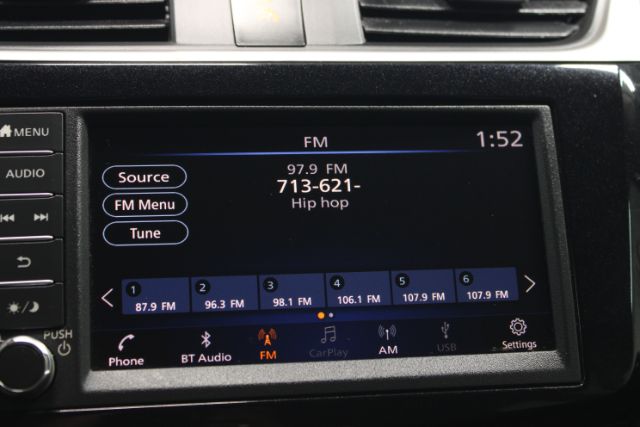 FM
1:52
MENU
AUDIO
PUSH
Source
FM Menu
Tune
97.9 FM
713-621-
Hip hop
1 2 3 4 5 6
87.9 FM 96.3 FM 98.1 FM 106.1 FM 107.9 FM 107.9 FM
Phone BT Audio FM CarPlay AM USB Settings